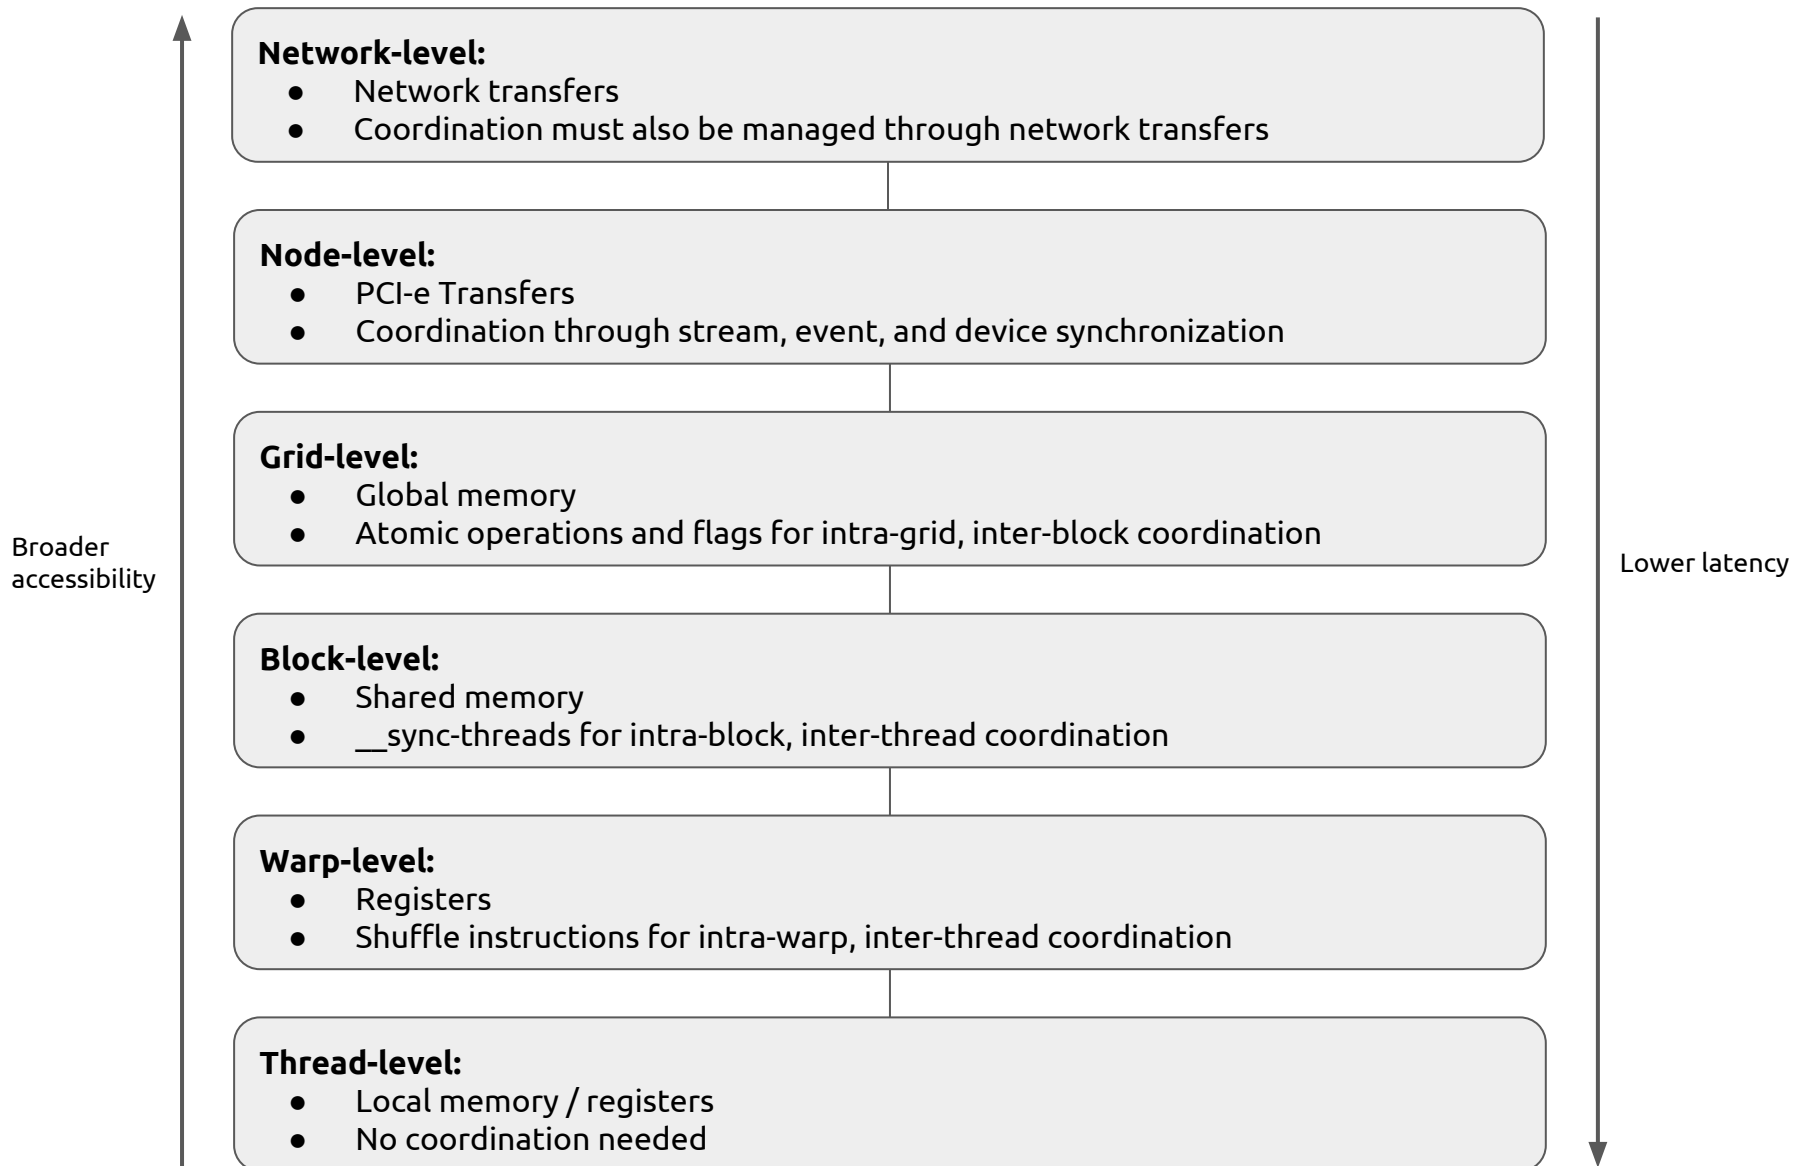 Network-level:
● Network transfers
● Coordination must also be managed through network transfers
Node-level:
● PCI-e Transfers
● Coordination through stream, event, and device synchronization
Grid-level:
● Global memory
● Atomic operations and flags for intra-grid, inter-block coordination
Broader
accessibility
Lower latency
Block-level:
● Shared memory
● __sync-threads for intra-block, inter-thread coordination
Warp-level:
● Registers
● Shuffle instructions for intra-warp, inter-thread coordination
Thread-level:
● Local memory / registers
● No coordination needed